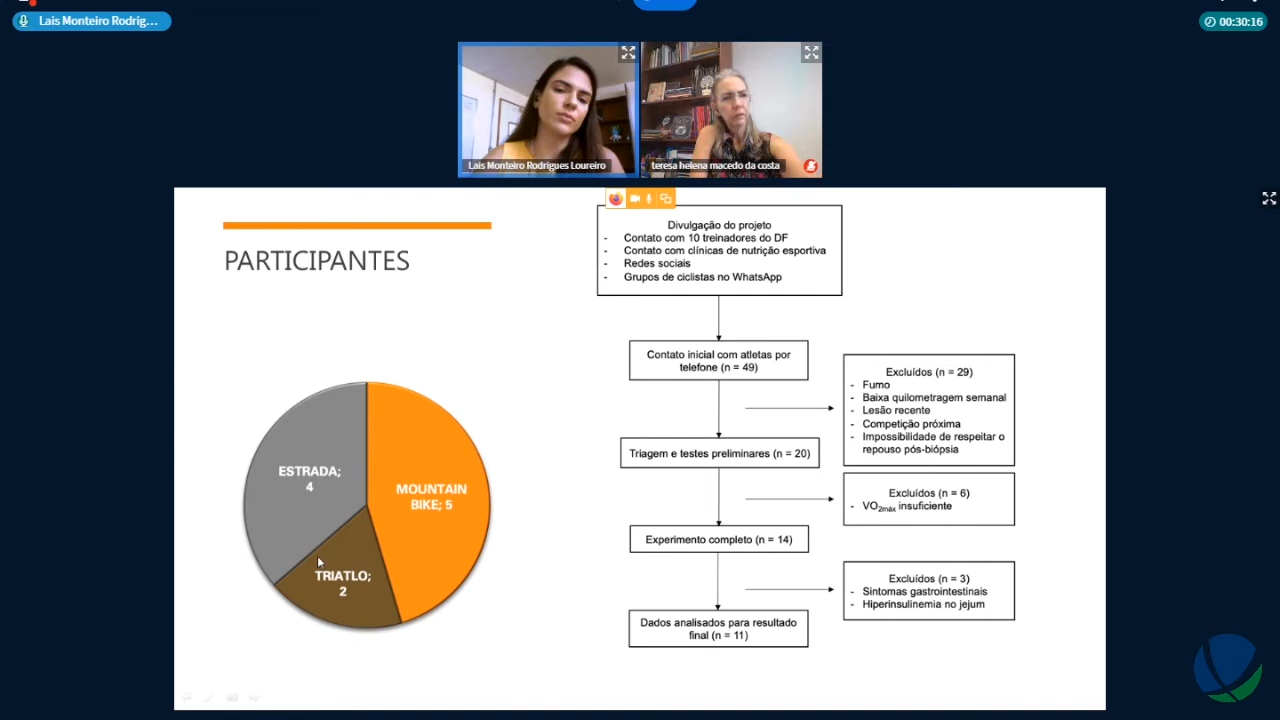 Lais Monteiro Rodrig...
00:30:16
Lais Monteiro Rodrigues Loureiro
teresa helena macedo da costa
PARTICIPANTES
ESTRADA;
4
MOUNTAIN
BIKE; 5
TRIATLO;
2
Divulgação do projeto
- Contato com 10 treinadores do DF
- Contato com clínicas de nutrição esportiva
- Redes sociais
- Grupos de ciclistas no WhatsApp
Contato inicial com atletas por
telefone (n = 49)
Excluídos (n = 29)
- Fumo
- Baixa quilometragem semanal
- Lesão recente
- Competição próxima
- Impossibilidade de respeitar o
repouso pós-biópsia
Triagem e testes preliminares (n = 20)
Excluídos (n = 6)
- VO2máx insuficiente
Experimento completo (n = 14)
Excluídos (n = 3)
- Sintomas gastrointestinais
- Hiperinsulinemia no jejum
Dados analisados para resultado
final (n = 11)